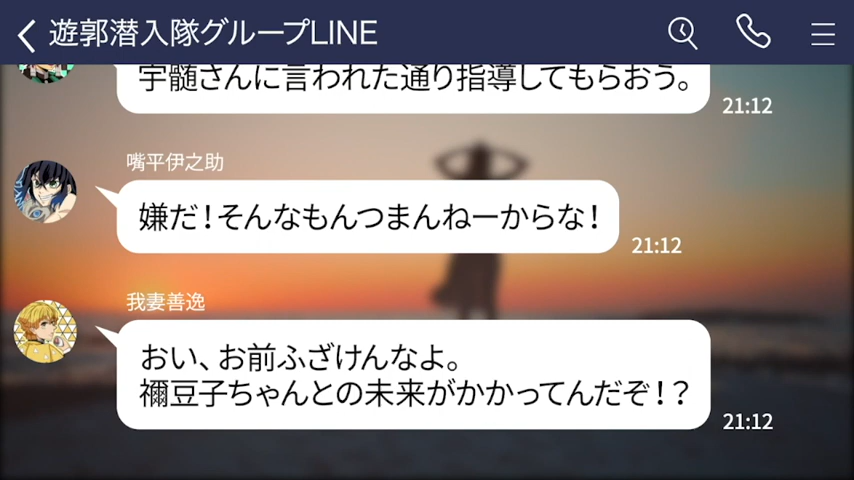 遊郭潜入隊グループLINE
宇髄さんに言われた通り指導してもらおう。
21:12
嘴平伊之助
嫌だ！そんなもんつまんねーからな！
21:12
我妻善逸
おい、お前ふざけんなよ。
禰豆子ちゃんとの未来がかかってんだぞ！？
21:12